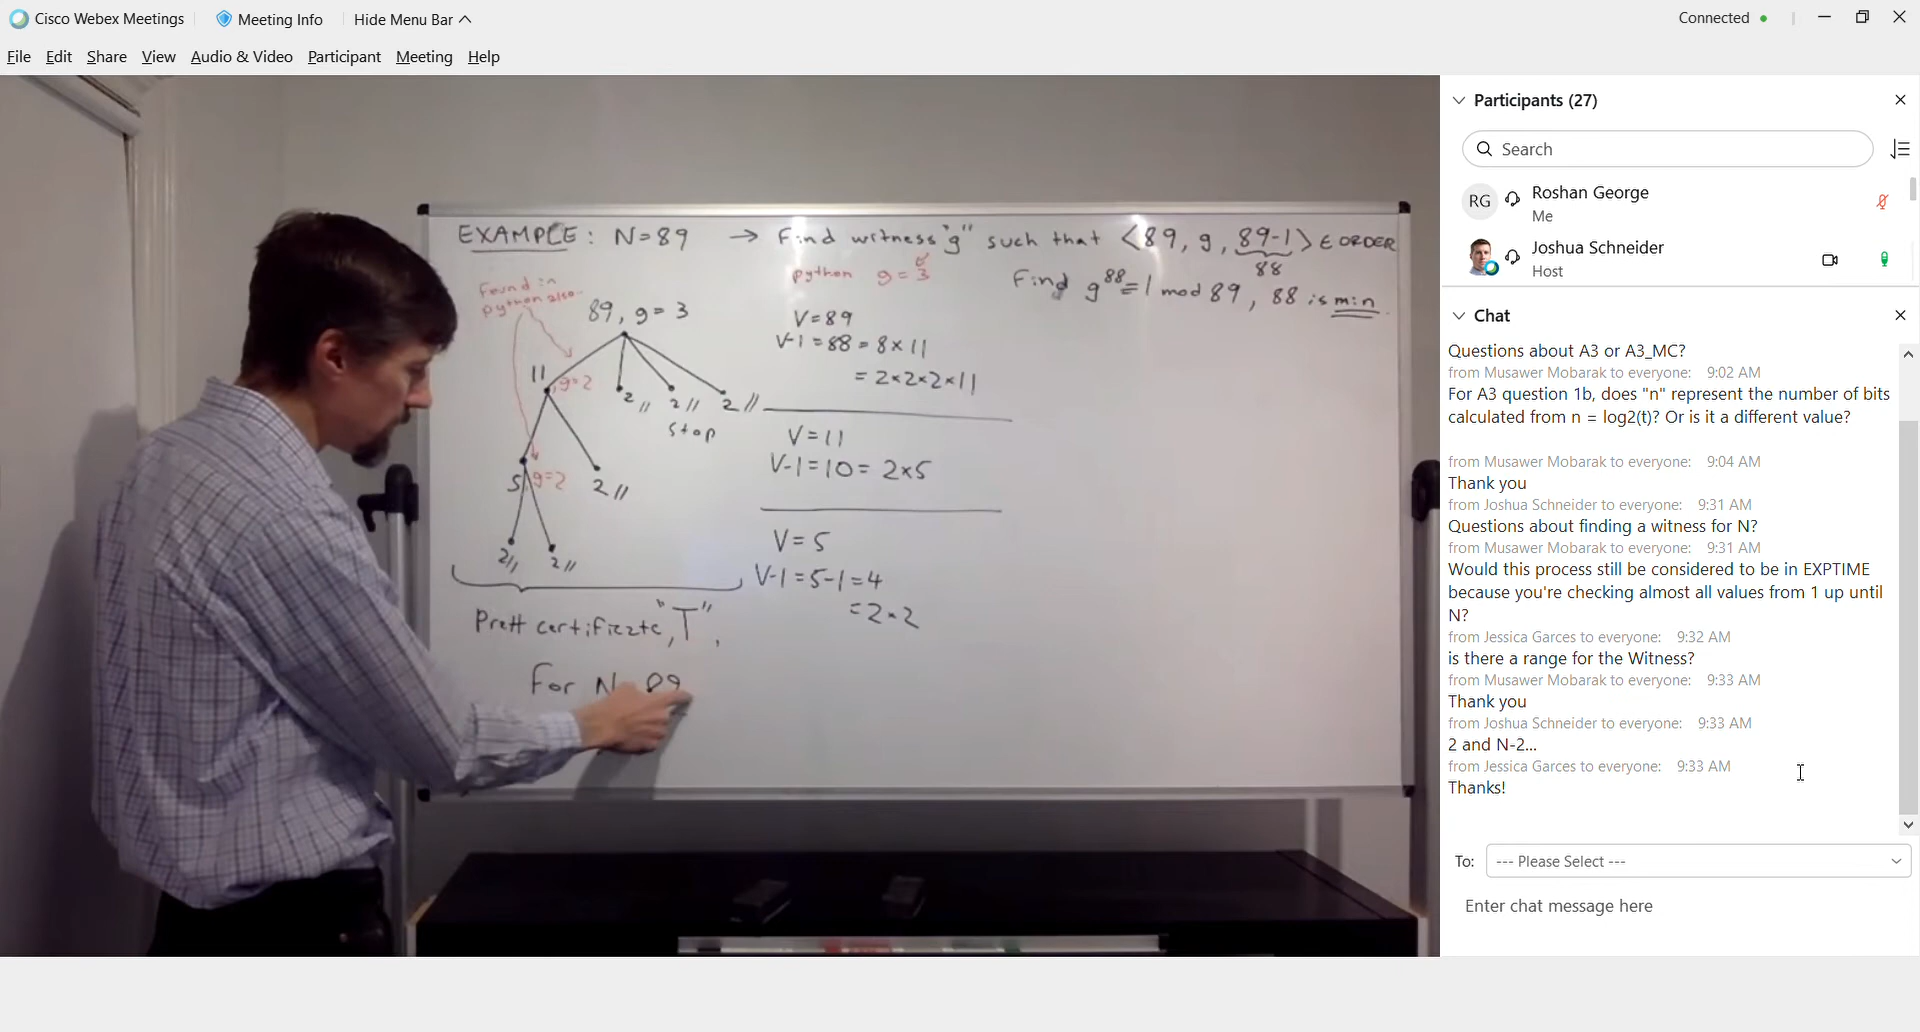 Cisco Webex Meetings
Meeting Info
Hide Menu Bar
Connected
File Edit Share View Audio & Video Participant Meeting Help
EXAMPLE: N=89 → Find witness "g" such that <89, g, 89-1> ∈ ORDER
88
python g = 3
Find g^88 ≡ 1 mod 89, 88 is min.
Found in
python also
89, g = 3
V=89
V-1=88=8×11
=2×2×2×11
11, g=2
2 // 2 // 2 //
stop
V=11
V-1=10=2×5
5, g=2
2 //
V=5
V-1=5-1=4
=2×2
2 // 2 //
Pratt certificate, "T",
For N=89
Participants (27)
Search
RG
Roshan George
Me
Joshua Schneider
Host
Chat
Questions about A3 or A3_MC?
from Musawer Mobarak to everyone: 9:02 AM
For A3 question 1b, does "n" represent the number of bits
calculated from n = log2(t)? Or is it a different value?
from Musawer Mobarak to everyone: 9:04 AM
Thank you
from Joshua Schneider to everyone: 9:31 AM
Questions about finding a witness for N?
from Musawer Mobarak to everyone: 9:31 AM
Would this process still be considered to be in EXPTIME
because you're checking almost all values from 1 up until
N?
from Jessica Garces to everyone: 9:32 AM
is there a range for the Witness?
from Musawer Mobarak to everyone: 9:33 AM
Thank you
from Joshua Schneider to everyone: 9:33 AM
2 and N-2...
from Jessica Garces to everyone: 9:33 AM
Thanks!
To: --- Please Select ---
Enter chat message here